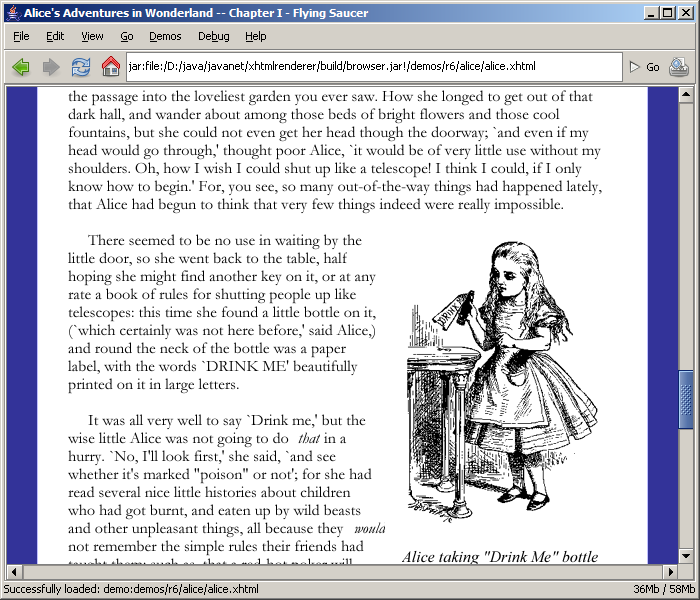 Alice's Adventures in Wonderland -- Chapter I - Flying Saucer
File Edit View Go Demos Debug Help
jar:file:/D:/java/javanet/xhtmlrenderer/build/browser.jar!/demos/r6/alice/alice.xhtml Go
the passage into the loveliest garden you ever saw. How she longed to get out of that
dark hall, and wander about among those beds of bright flowers and those cool
fountains, but she could not even get her head though the doorway; `and even if my
head would go through,' thought poor Alice, `it would be of very little use without my
shoulders. Oh, how I wish I could shut up like a telescope! I think I could, if I only
know how to begin.' For, you see, so many out-of-the-way things had happened lately,
that Alice had begun to think that very few things indeed were really impossible.
There seemed to be no use in waiting by the
little door, so she went back to the table, half
hoping she might find another key on it, or at any
rate a book of rules for shutting people up like
telescopes: this time she found a little bottle on it,
(`which certainly was not here before,' said Alice,)
and round the neck of the bottle was a paper
label, with the words `DRINK ME' beautifully
printed on it in large letters.
It was all very well to say `Drink me,' but the
wise little Alice was not going to do that in a
hurry. `No, I'll look first,' she said, `and see
whether it's marked "poison" or not'; for she had
read several nice little histories about children
who had got burnt, and eaten up by wild beasts
and other unpleasant things, all because they would
not remember the simple rules their friends had
taught them: such as, that a red-hot poker will
DRINK
Alice taking "Drink Me" bottle
Successfully loaded: demo:demos/r6/alice/alice.xhtml 36Mb / 58Mb